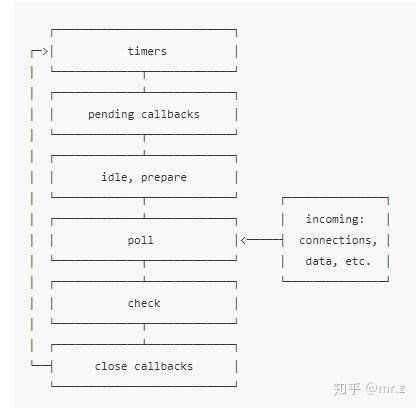 timers
pending callbacks
idle, prepare
incoming:
poll
connections,
data, etc.
check
close callbacks
知乎 @mr.z